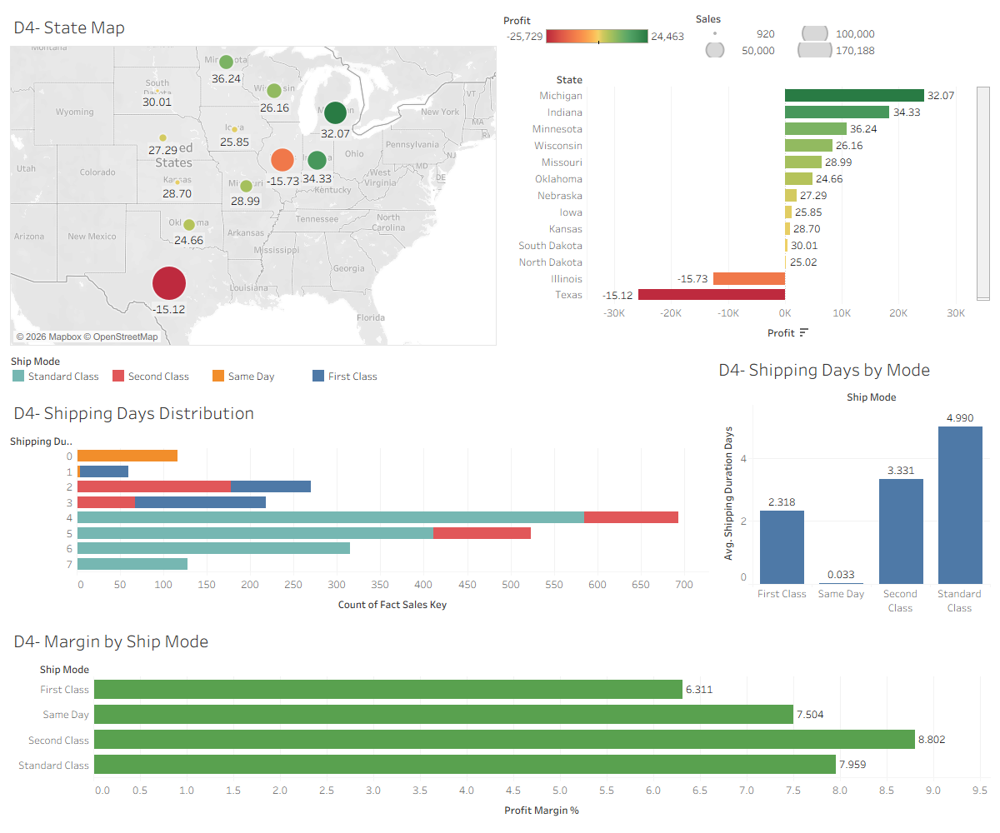 D4- State Map
Profit
-25,729
24,463
Sales
920
100,000
50,000
170,188
Montana
Minnesota
36.24
South
Dakota
30.01
Wisconsin
26.16
Wyoming
Michigan
32.07
New York
VT
MA
RI
Iowa
25.85
27.29
United
States
Pennsylvania
NJ
Ohio
Indiana
MD
DE
Utah
Colorado
Kansas
28.70
-15.73
34.33
West
Virginia
Missouri
28.99
Kentucky
Oklahoma
24.66
Tennessee
North
Carolina
Arizona
New Mexico
Arkansas
Mississippi
Georgia
-15.12
Louisiana
Florida
© 2026 Mapbox © OpenStreetMap
State
Michigan 32.07
Indiana 34.33
Minnesota 36.24
Wisconsin 26.16
Missouri 28.99
Oklahoma 24.66
Nebraska 27.29
Iowa 25.85
Kansas 28.70
South Dakota 30.01
North Dakota 25.02
Illinois -15.73
Texas -15.12
-30K -20K -10K 0K 10K 20K 30K
Profit
Ship Mode
Standard Class Second Class Same Day First Class
D4- Shipping Days Distribution
Shipping Du..
0
1
2
3
4
5
6
7
0 50 100 150 200 250 300 350 400 450 500 550 600 650 700
Count of Fact Sales Key
D4- Shipping Days by Mode
Ship Mode
Avg. Shipping Duration Days
4
2
0
2.318
0.033
3.331
4.990
First Class
Same Day
Second
Class
Standard
Class
D4- Margin by Ship Mode
Ship Mode
First Class 6.311
Same Day 7.504
Second Class 8.802
Standard Class 7.959
0.0 0.5 1.0 1.5 2.0 2.5 3.0 3.5 4.0 4.5 5.0 5.5 6.0 6.5 7.0 7.5 8.0 8.5 9.0 9.5
Profit Margin %